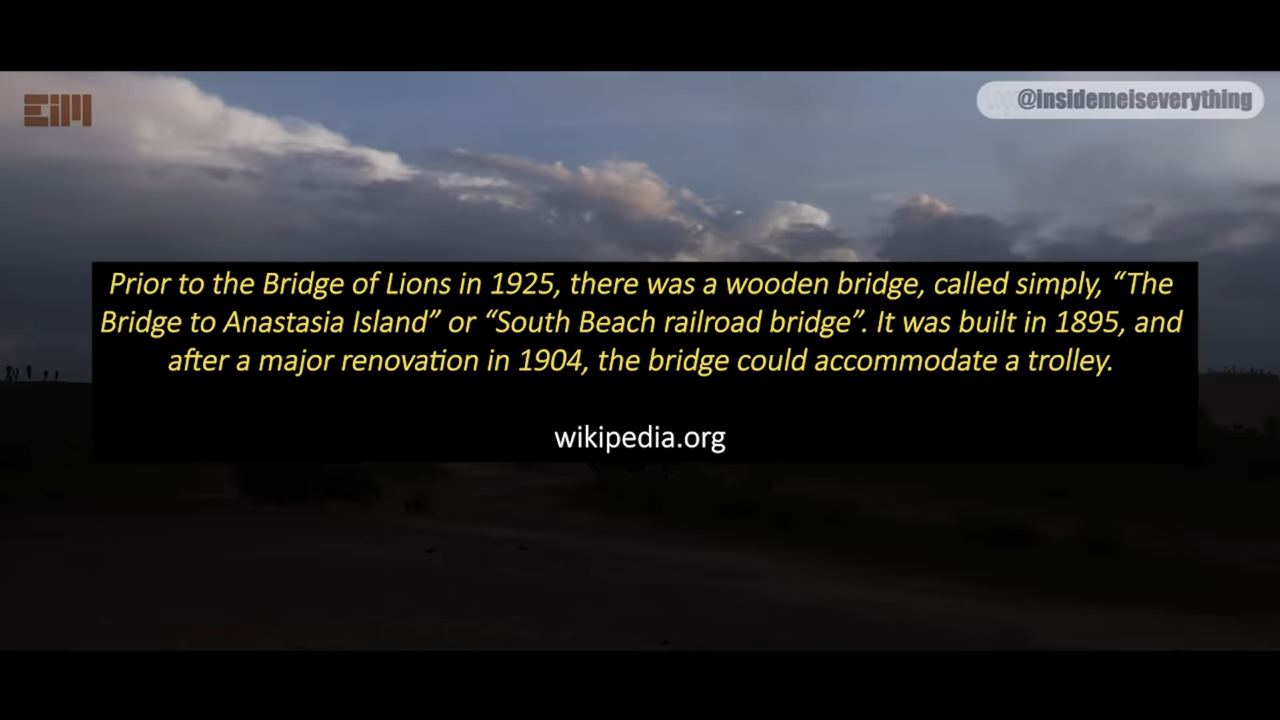 EiM
@insidemeiseverything
Prior to the Bridge of Lions in 1925, there was a wooden bridge, called simply, “The
Bridge to Anastasia Island” or “South Beach railroad bridge”. It was built in 1895, and
after a major renovation in 1904, the bridge could accommodate a trolley.
wikipedia.org